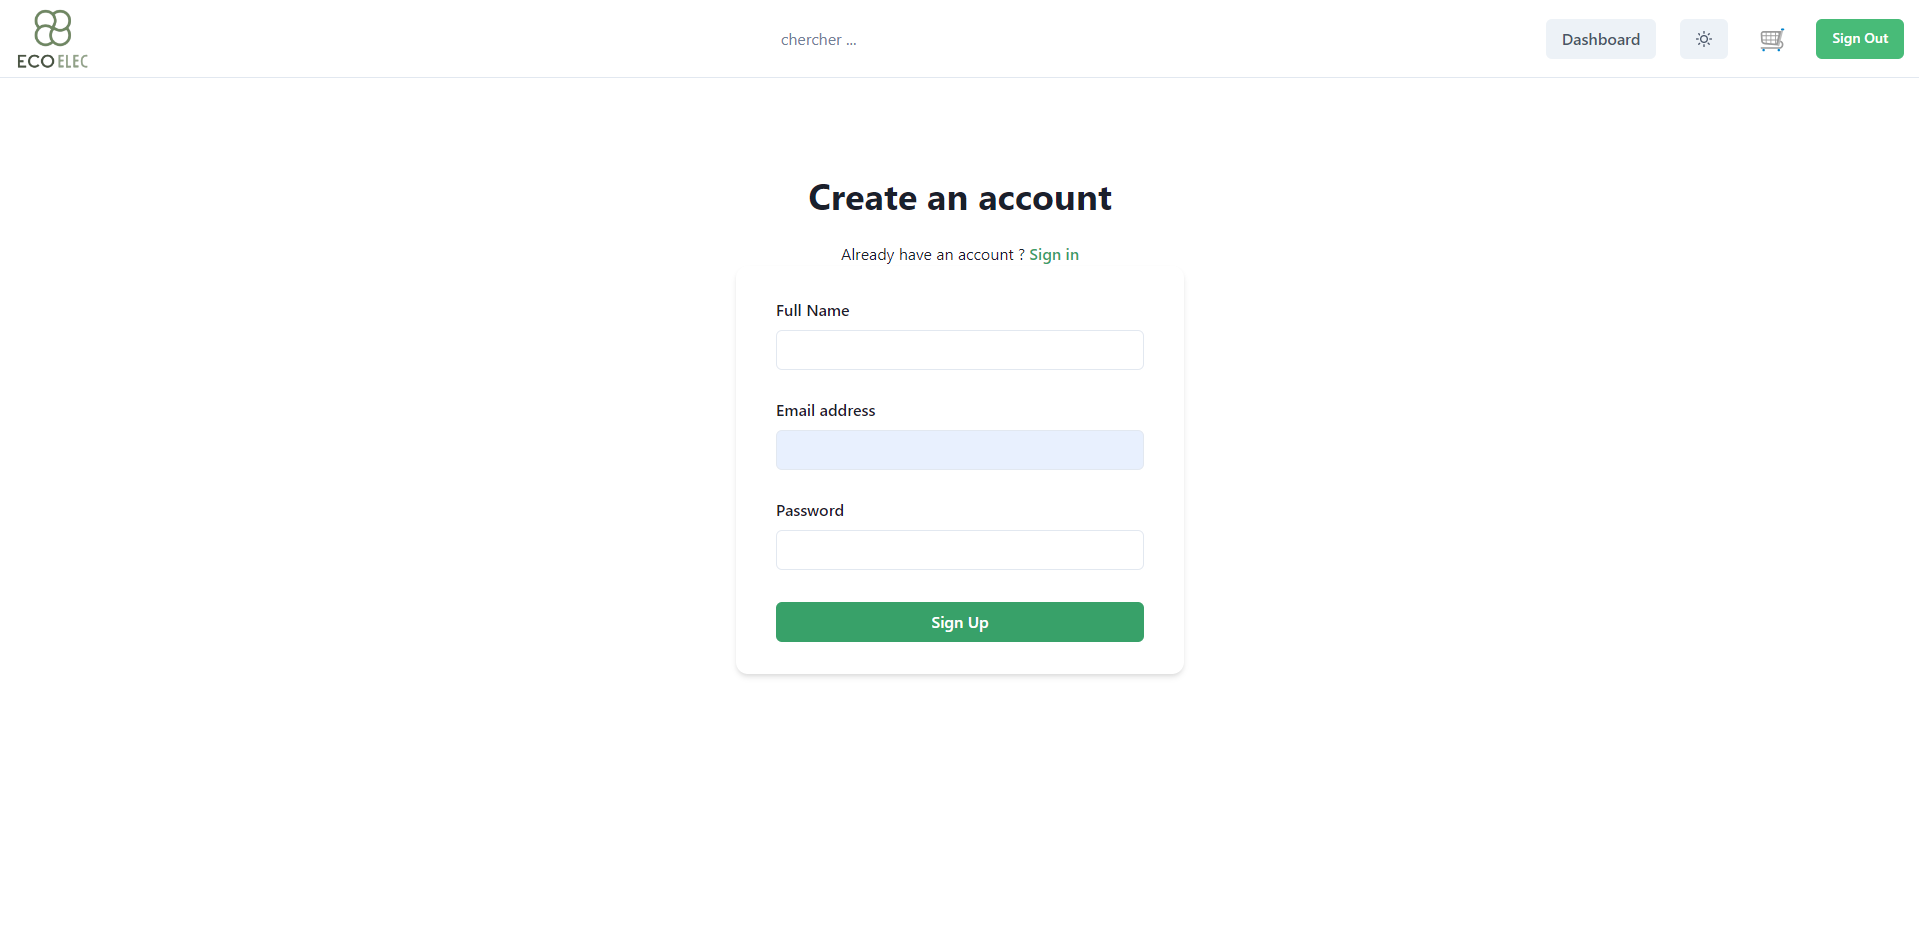 ECO ELEC
chercher ...
Dashboard
Sign Out
Create an account
Already have an account ? Sign in
Full Name
Email address
Password
Sign Up